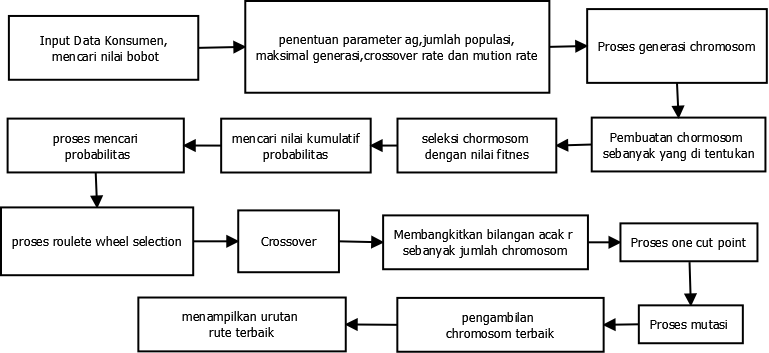 Input Data Konsumen,
mencari nilai bobot
penentuan parameter ag,jumlah populasi,
maksimal generasi,crossover rate dan mution rate
Proses generasi chromosom
Pembuatan chormosom
sebanyak yang di tentukan
seleksi chormosom
dengan nilai fitnes
mencari nilai kumulatif
probabilitas
proses mencari
probabilitas
proses roulete wheel selection
Crossover
Membangkitkan bilangan acak r
sebanyak jumlah chromosom
Proses one cut point
Proses mutasi
pengambilan
chromosom terbaik
menampilkan urutan
rute terbaik